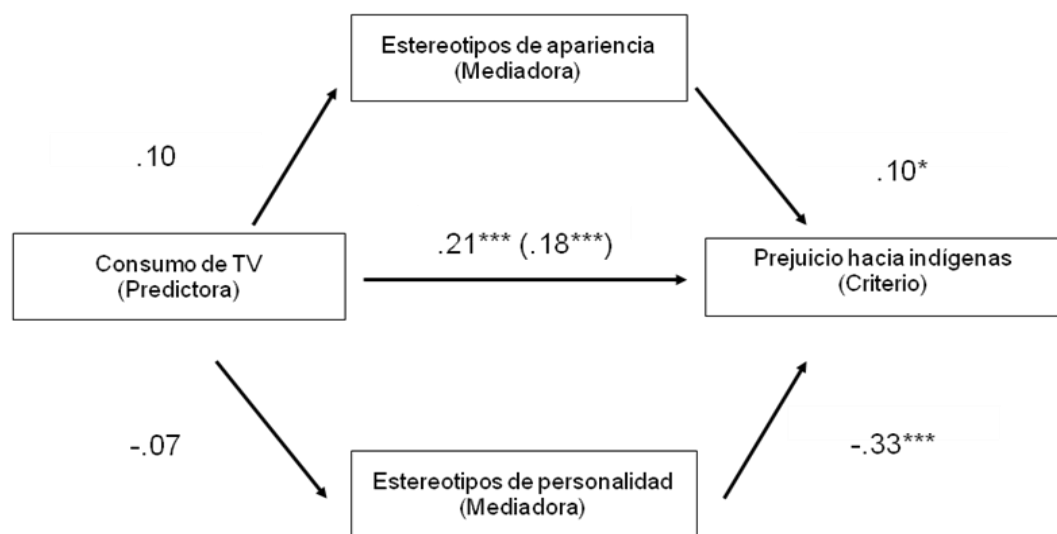 Estereotipos de apariencia
(Mediadora)
.10
.10*
.21*** (.18***)
Consumo de TV
(Predictora)
Prejuicio hacia indígenas
(Criterio)
-.07
-.33***
Estereotipos de personalidad
(Mediadora)